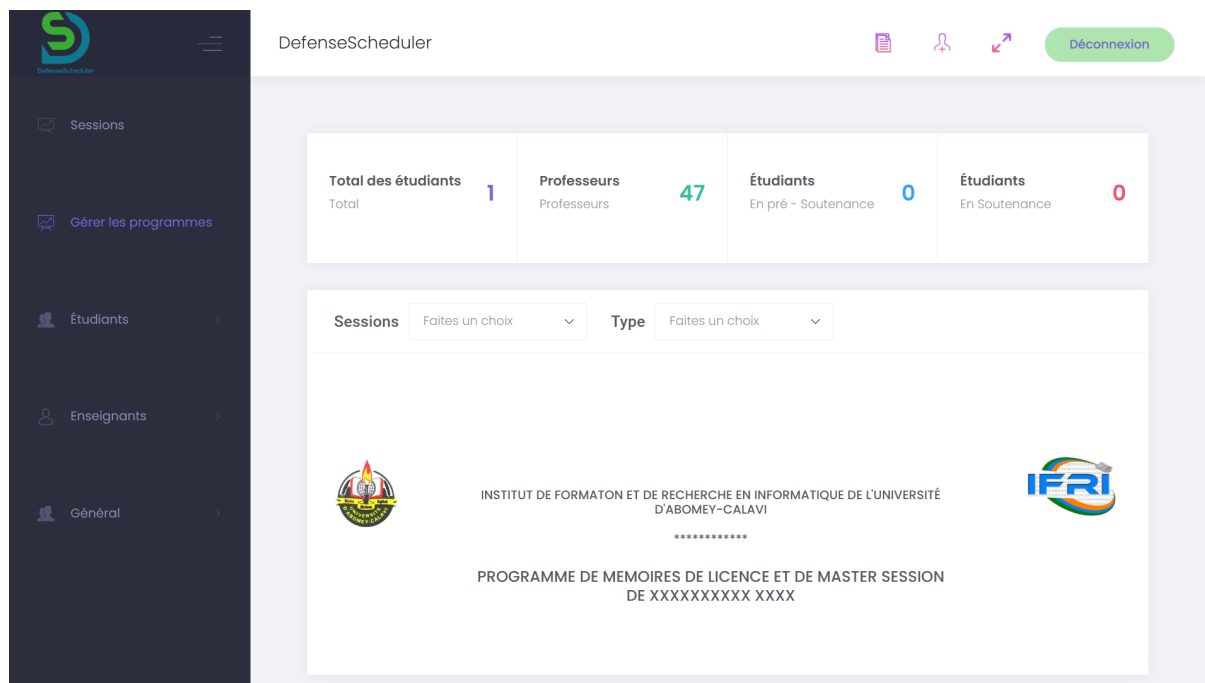 DefenseScheduler
DefenseScheduler
Déconnexion
Sessions
Gérer les programmes
Étudiants
Enseignants
Général
Total des étudiants
Total
1
Professeurs
Professeurs
47
Étudiants
En pré - Soutenance
0
Étudiants
En Soutenance
0
Sessions
Faites un choix
Type
Faites un choix
INSTITUT DE FORMATON ET DE RECHERCHE EN INFORMATIQUE DE L'UNIVERSITÉ
D'ABOMEY-CALAVI
************
PROGRAMME DE MEMOIRES DE LICENCE ET DE MASTER SESSION
DE XXXXXXXXXX XXXX
UNIVERSITE
D'ABOMEY-CALAVI
IFRI